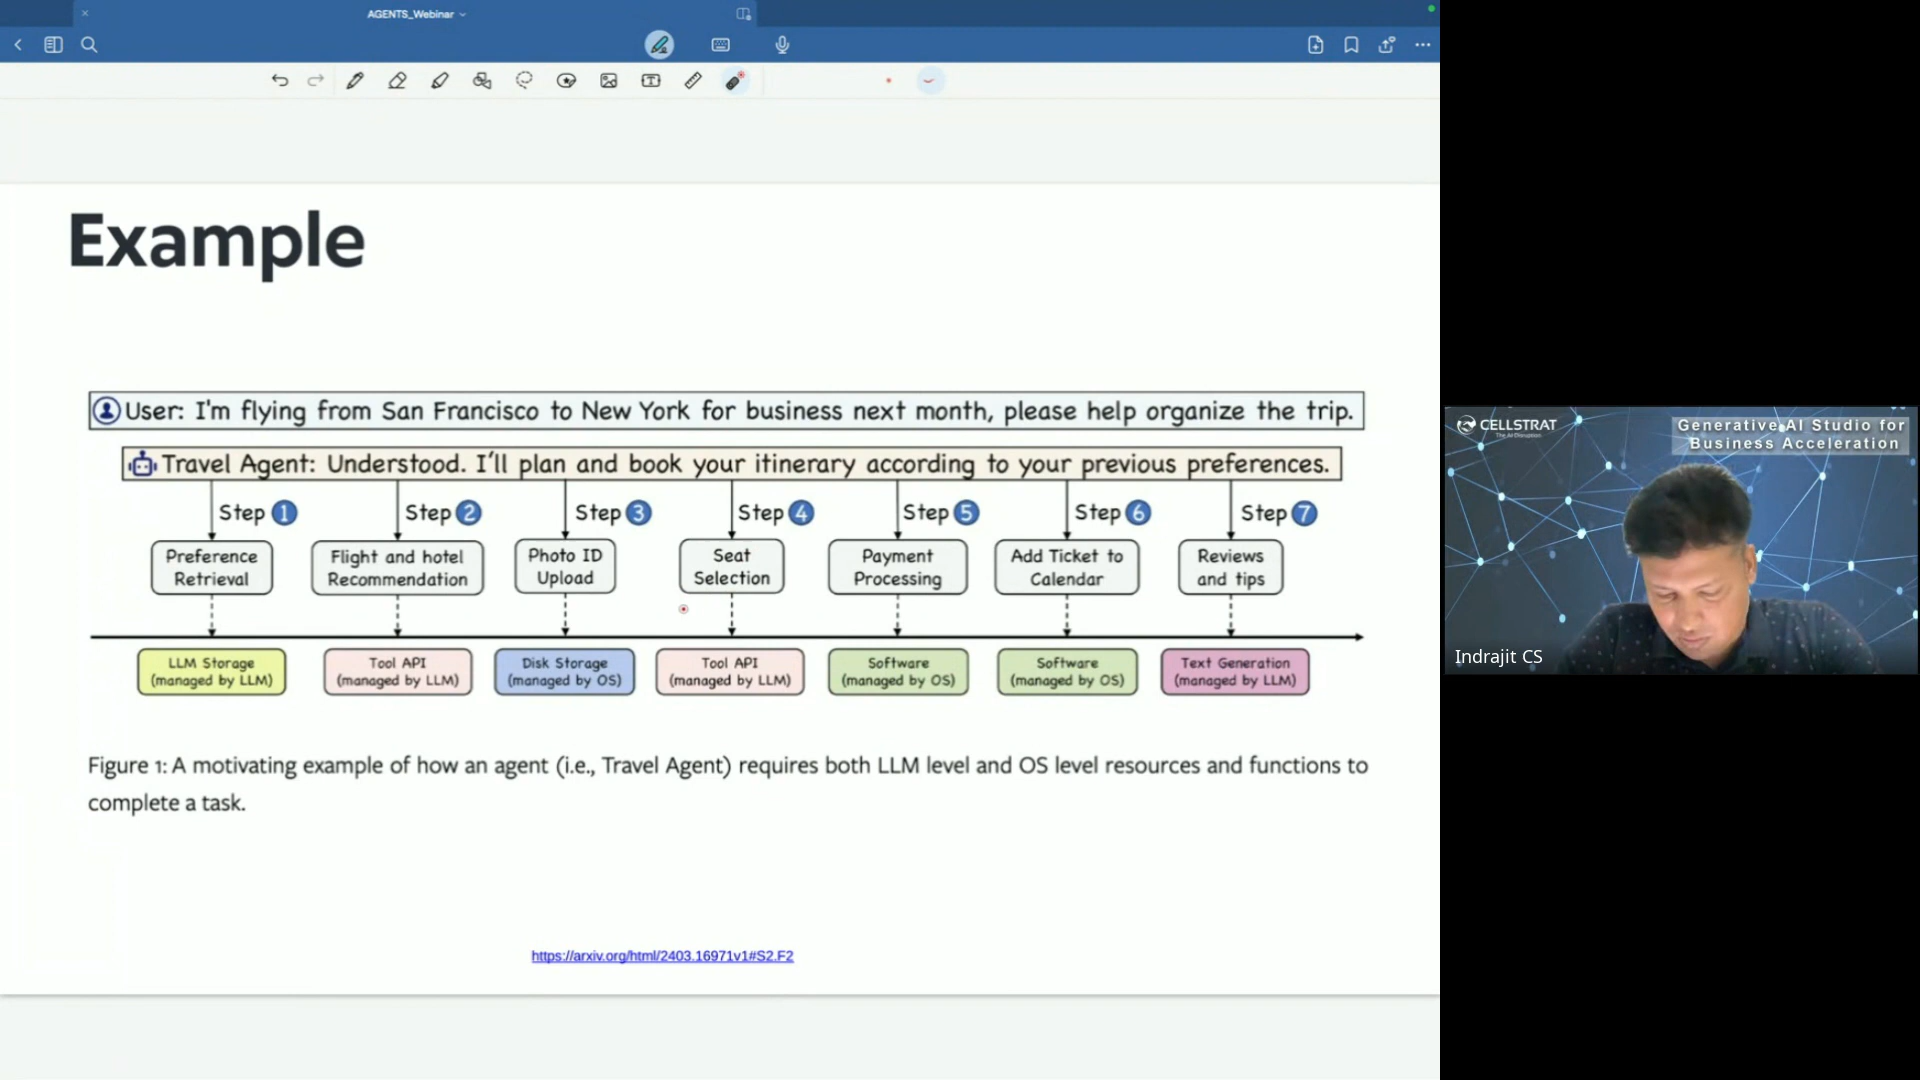 AGENTS_Webinar
Example
User: I'm flying from San Francisco to New York for business next month, please help organize the trip.
Travel Agent: Understood. I'll plan and book your itinerary according to your previous preferences.
Step 1
Step 2
Step 3
Step 4
Step 5
Step 6
Step 7
Preference
Retrieval
Flight and hotel
Recommendation
Photo ID
Upload
Seat
Selection
Payment
Processing
Add Ticket to
Calendar
Reviews
and tips
LLM Storage
(managed by LLM)
Tool API
(managed by LLM)
Disk Storage
(managed by OS)
Tool API
(managed by LLM)
Software
(managed by OS)
Software
(managed by OS)
Text Generation
(managed by LLM)
Figure 1: A motivating example of how an agent (i.e., Travel Agent) requires both LLM level and OS level resources and functions to
complete a task.
https://arxiv.org/html/2403.16971v1#S2.F2
CELLSTRAT
The AI Disruption
Generative AI Studio for
Business Acceleration
Indrajit CS